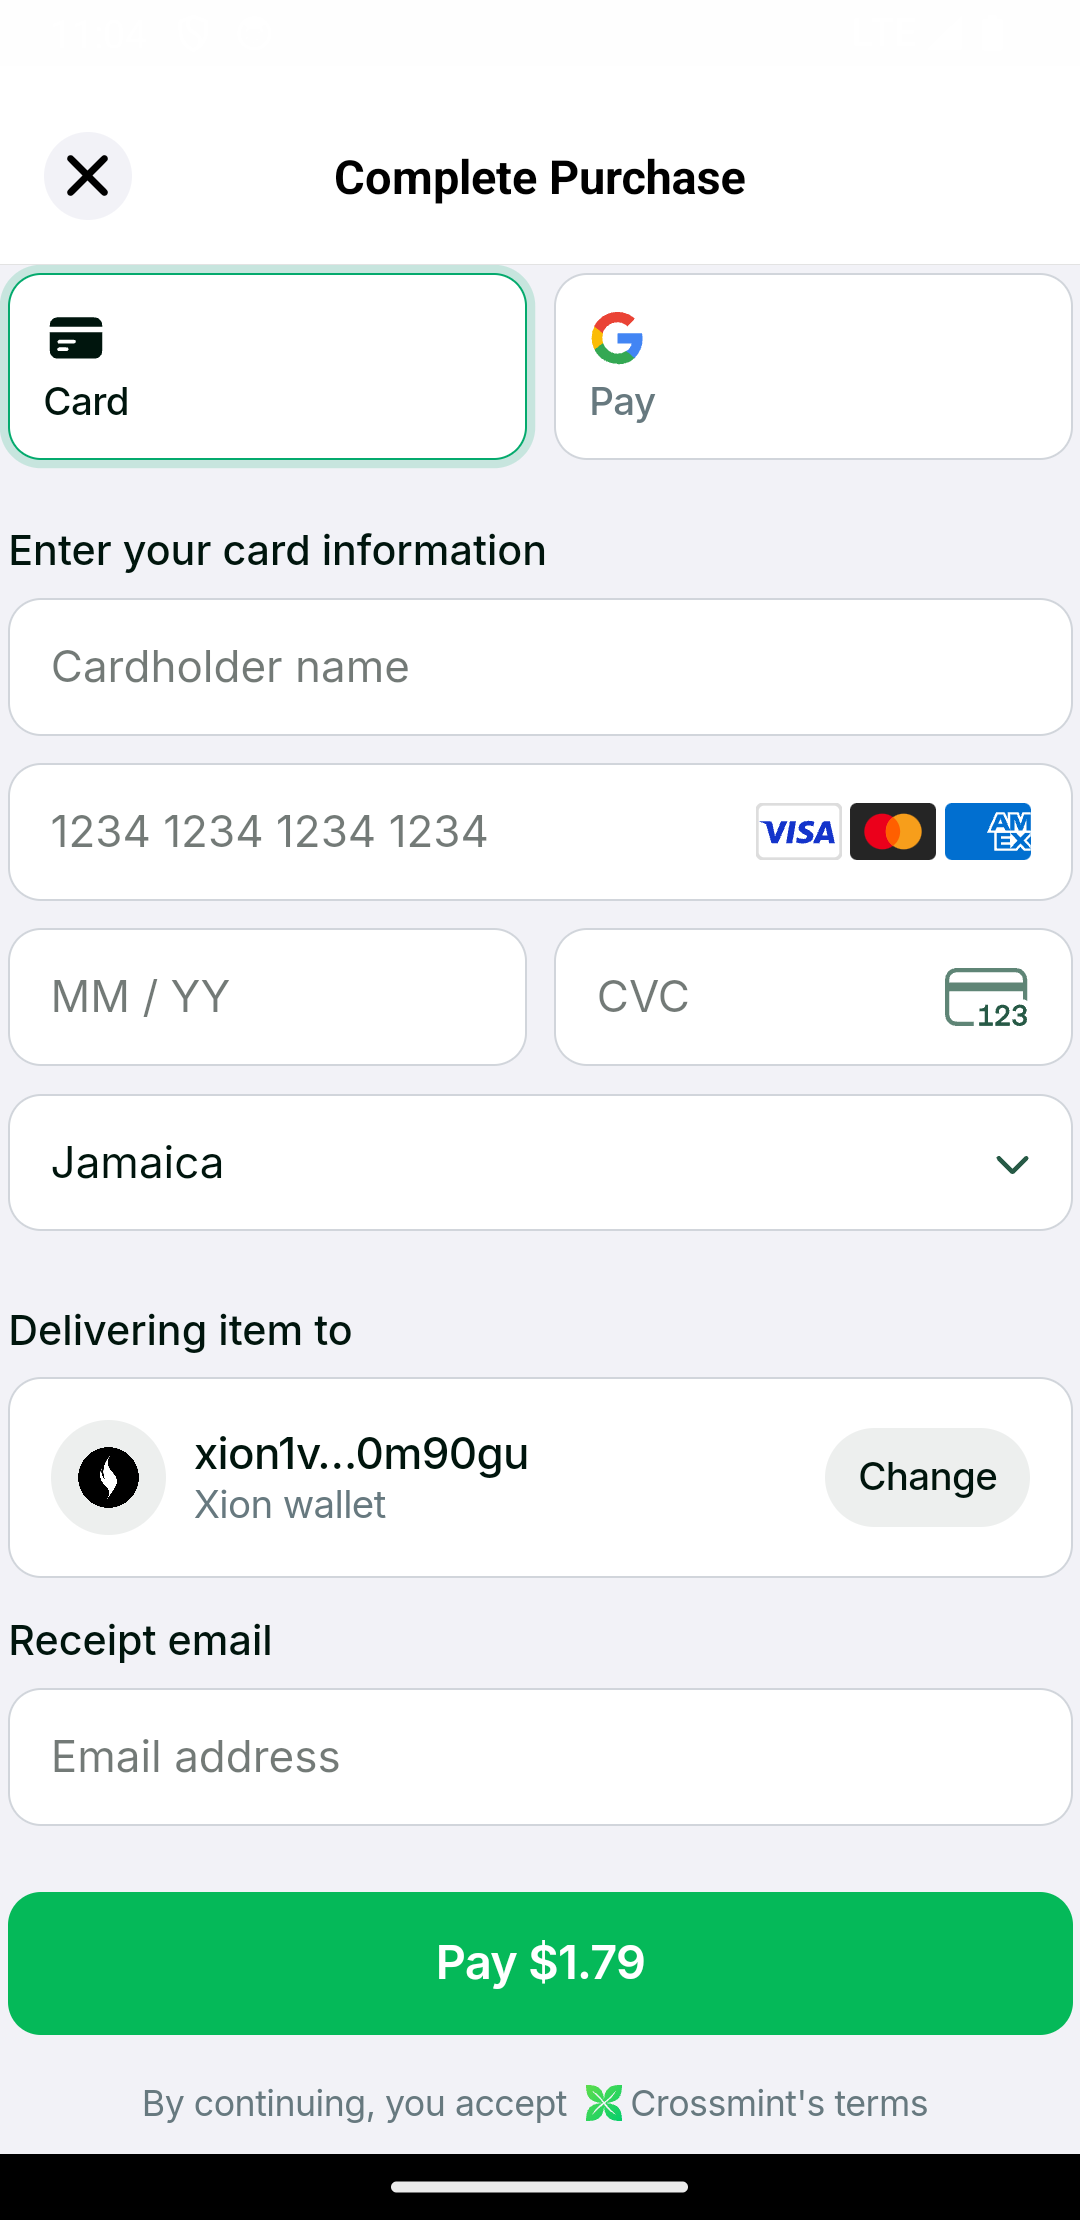 Complete Purchase
Card
Pay
Enter your card information
Cardholder name
1234 1234 1234 1234
VISA
AM
EX
MM / YY
CVC
123
Jamaica
Delivering item to
xion1v...0m90gu
Xion wallet
Change
Receipt email
Email address
Pay $1.79
By continuing, you accept Crossmint's terms